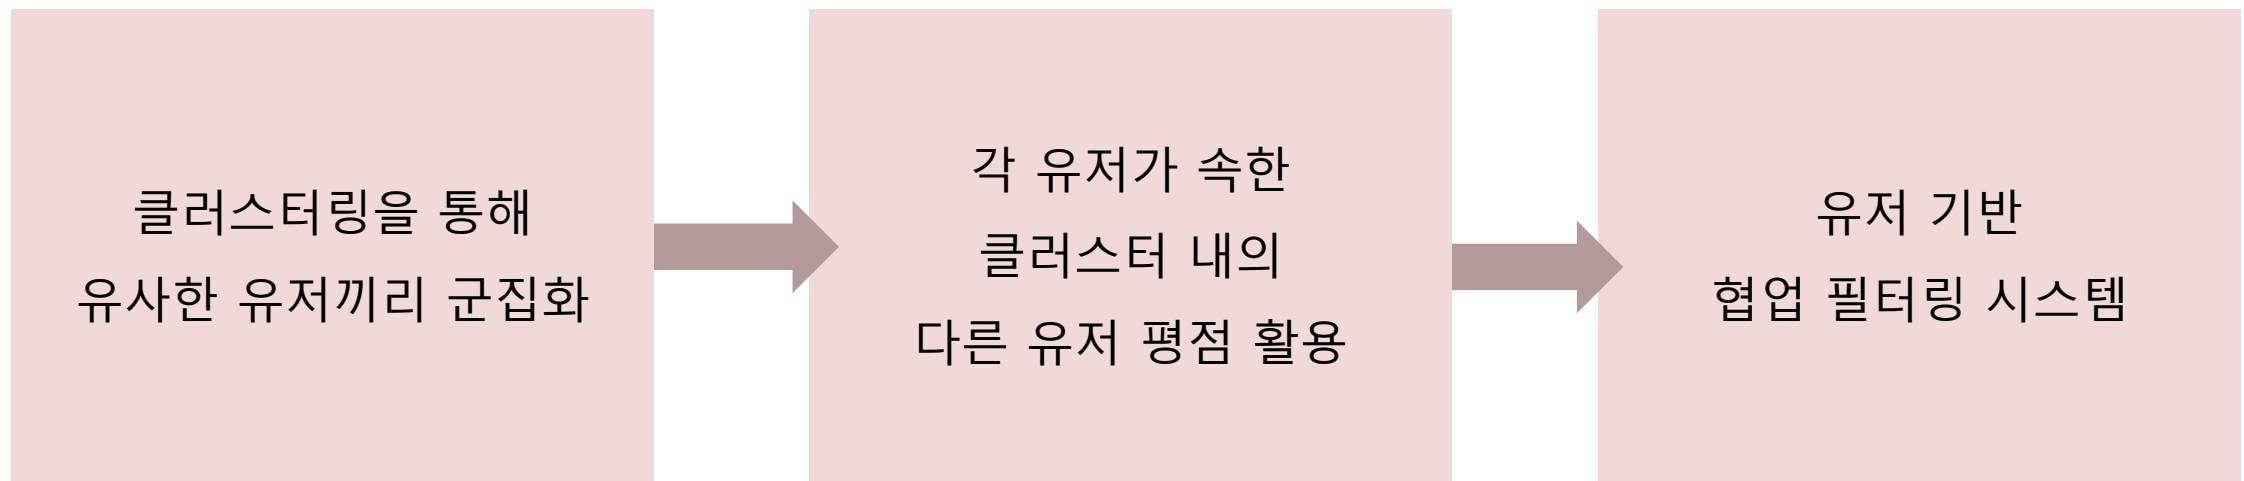 클러스터링을 통해
유사한 유저끼리 군집화
각 유저가 속한
클러스터 내의
다른 유저 평점 활용
유저 기반
협업 필터링 시스템